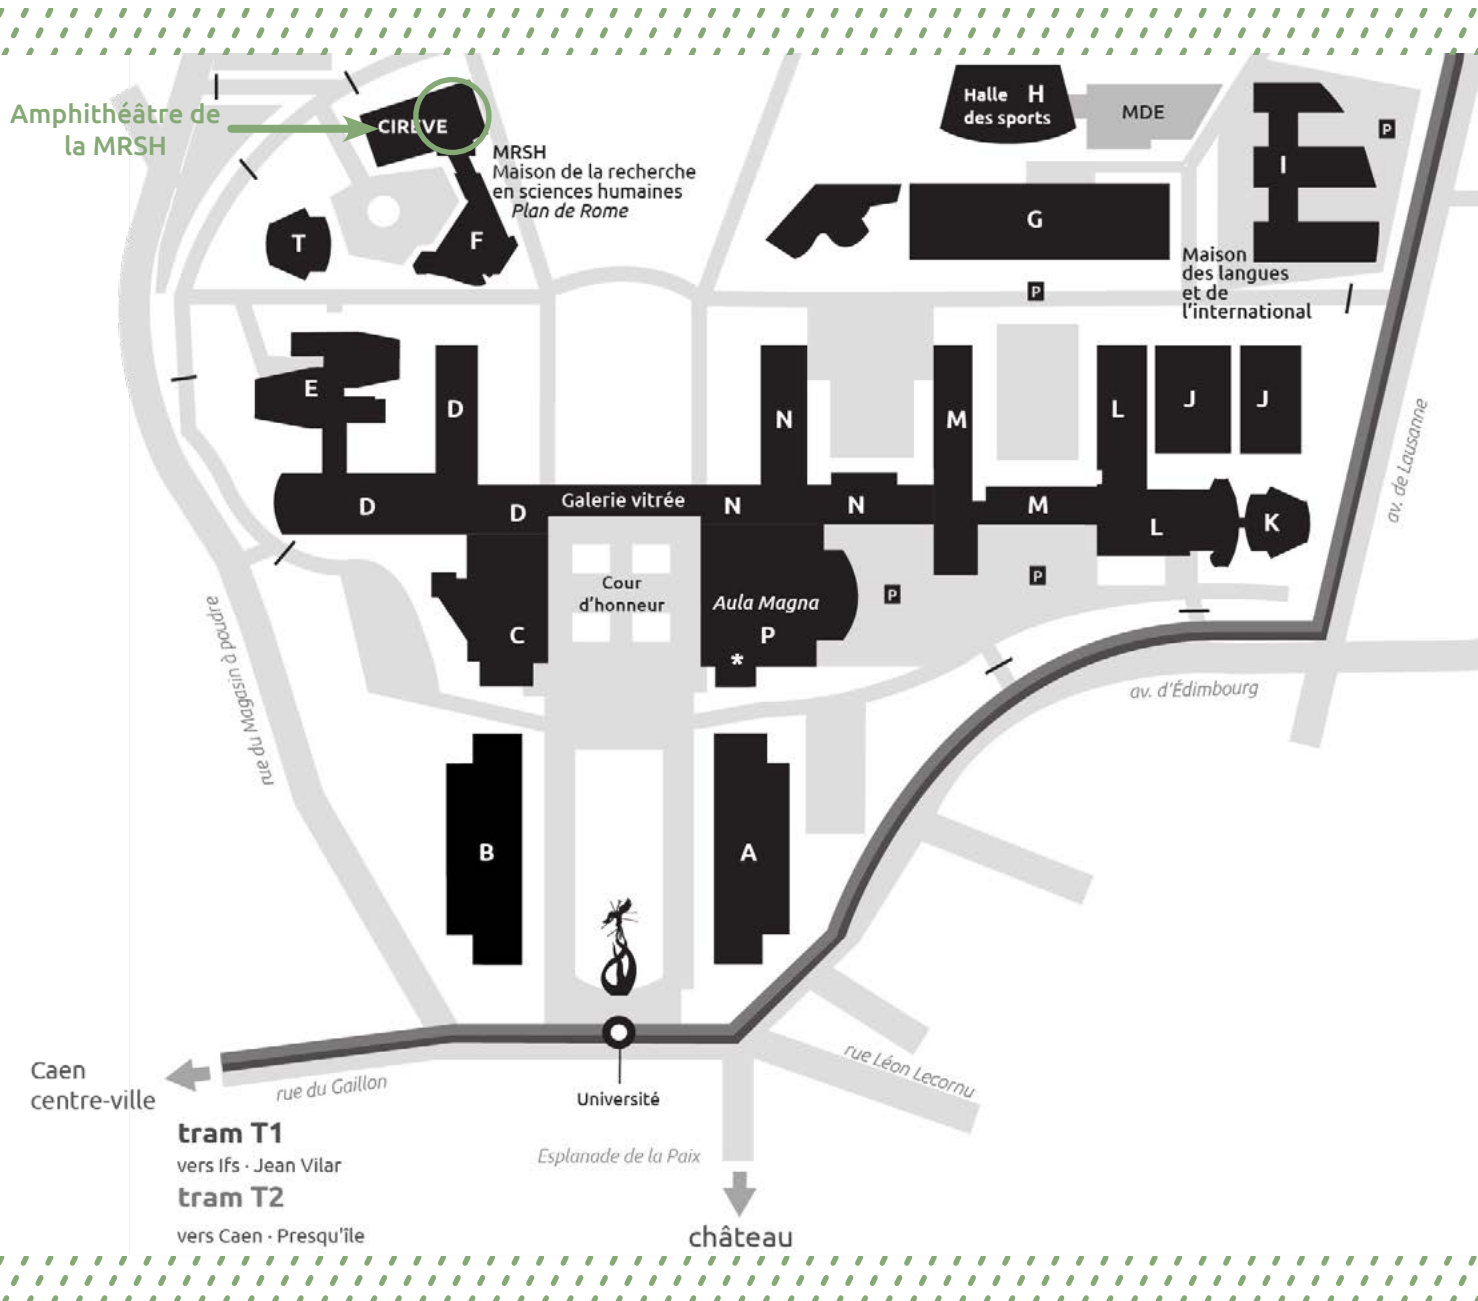 Amphithéâtre de
la MRSH
CIREVE
MRSH
Maison de la recherche
en sciences humaines
Plan de Rome
T
F
Halle H
des sports
MDE
P
I
G
Maison
des langues
et de
l'international
P
E
D
N
M
L
J
J
D
D
Galerie vitrée
N
N
M
L
K
av. de Lausanne
Cour
d'honneur
Aula Magna
P
*
P
P
C
rue du Magasin à poudre
av. d'Édimbourg
B
A
Caen
centre-ville
rue du Gaillon
Université
rue Léon Lecornu
tram T1
vers Ifs · Jean Vilar
tram T2
vers Caen · Presqu'île
Esplanade de la Paix
château